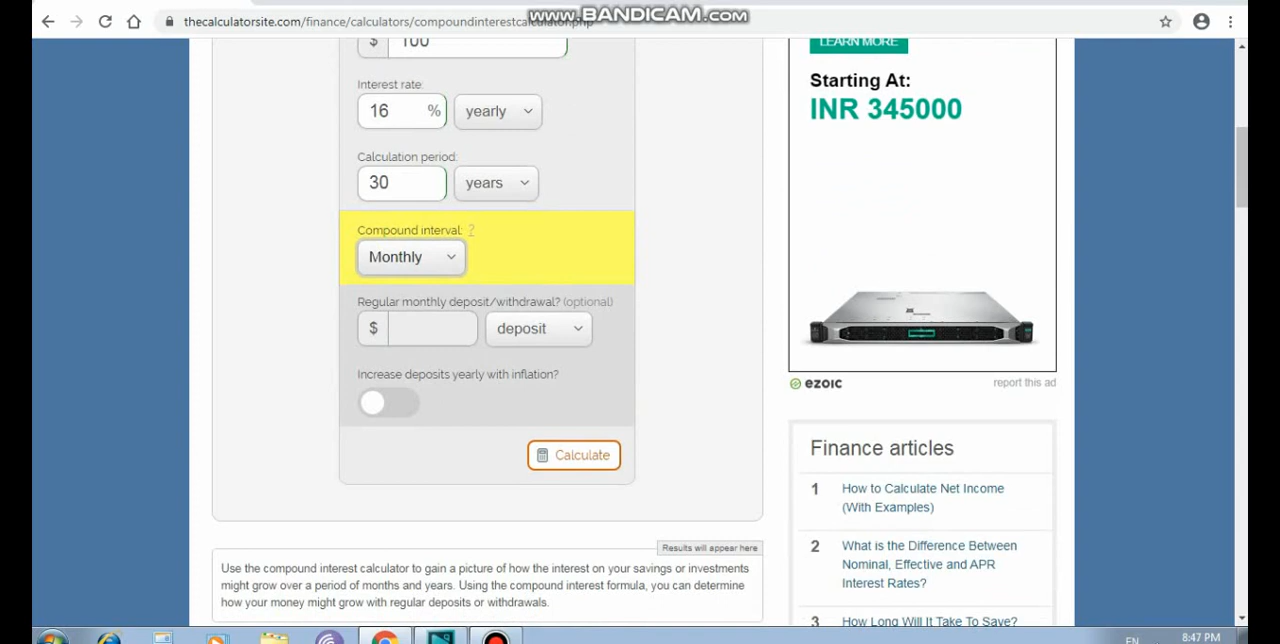 www.BANDICAM.com
thecalculatorsite.com/finance/calculators/compoundinterestcalculator.php
$ 100
LEARN MORE
Starting At:
INR 345000
Interest rate:
16 % yearly
Calculation period:
30 years
Compound interval: ?
Monthly
Regular monthly deposit/withdrawal? (optional)
$ deposit
Increase deposits yearly with inflation?
Calculate
ezoic report this ad
Finance articles
1 How to Calculate Net Income
(With Examples)
2 What is the Difference Between
Nominal, Effective and APR
Interest Rates?
3 How Long Will It Take To Save?
Results will appear here
Use the compound interest calculator to gain a picture of how the interest on your savings or investments
might grow over a period of months and years. Using the compound interest formula, you can determine
how your money might grow with regular deposits or withdrawals.
EN
8:47 PM